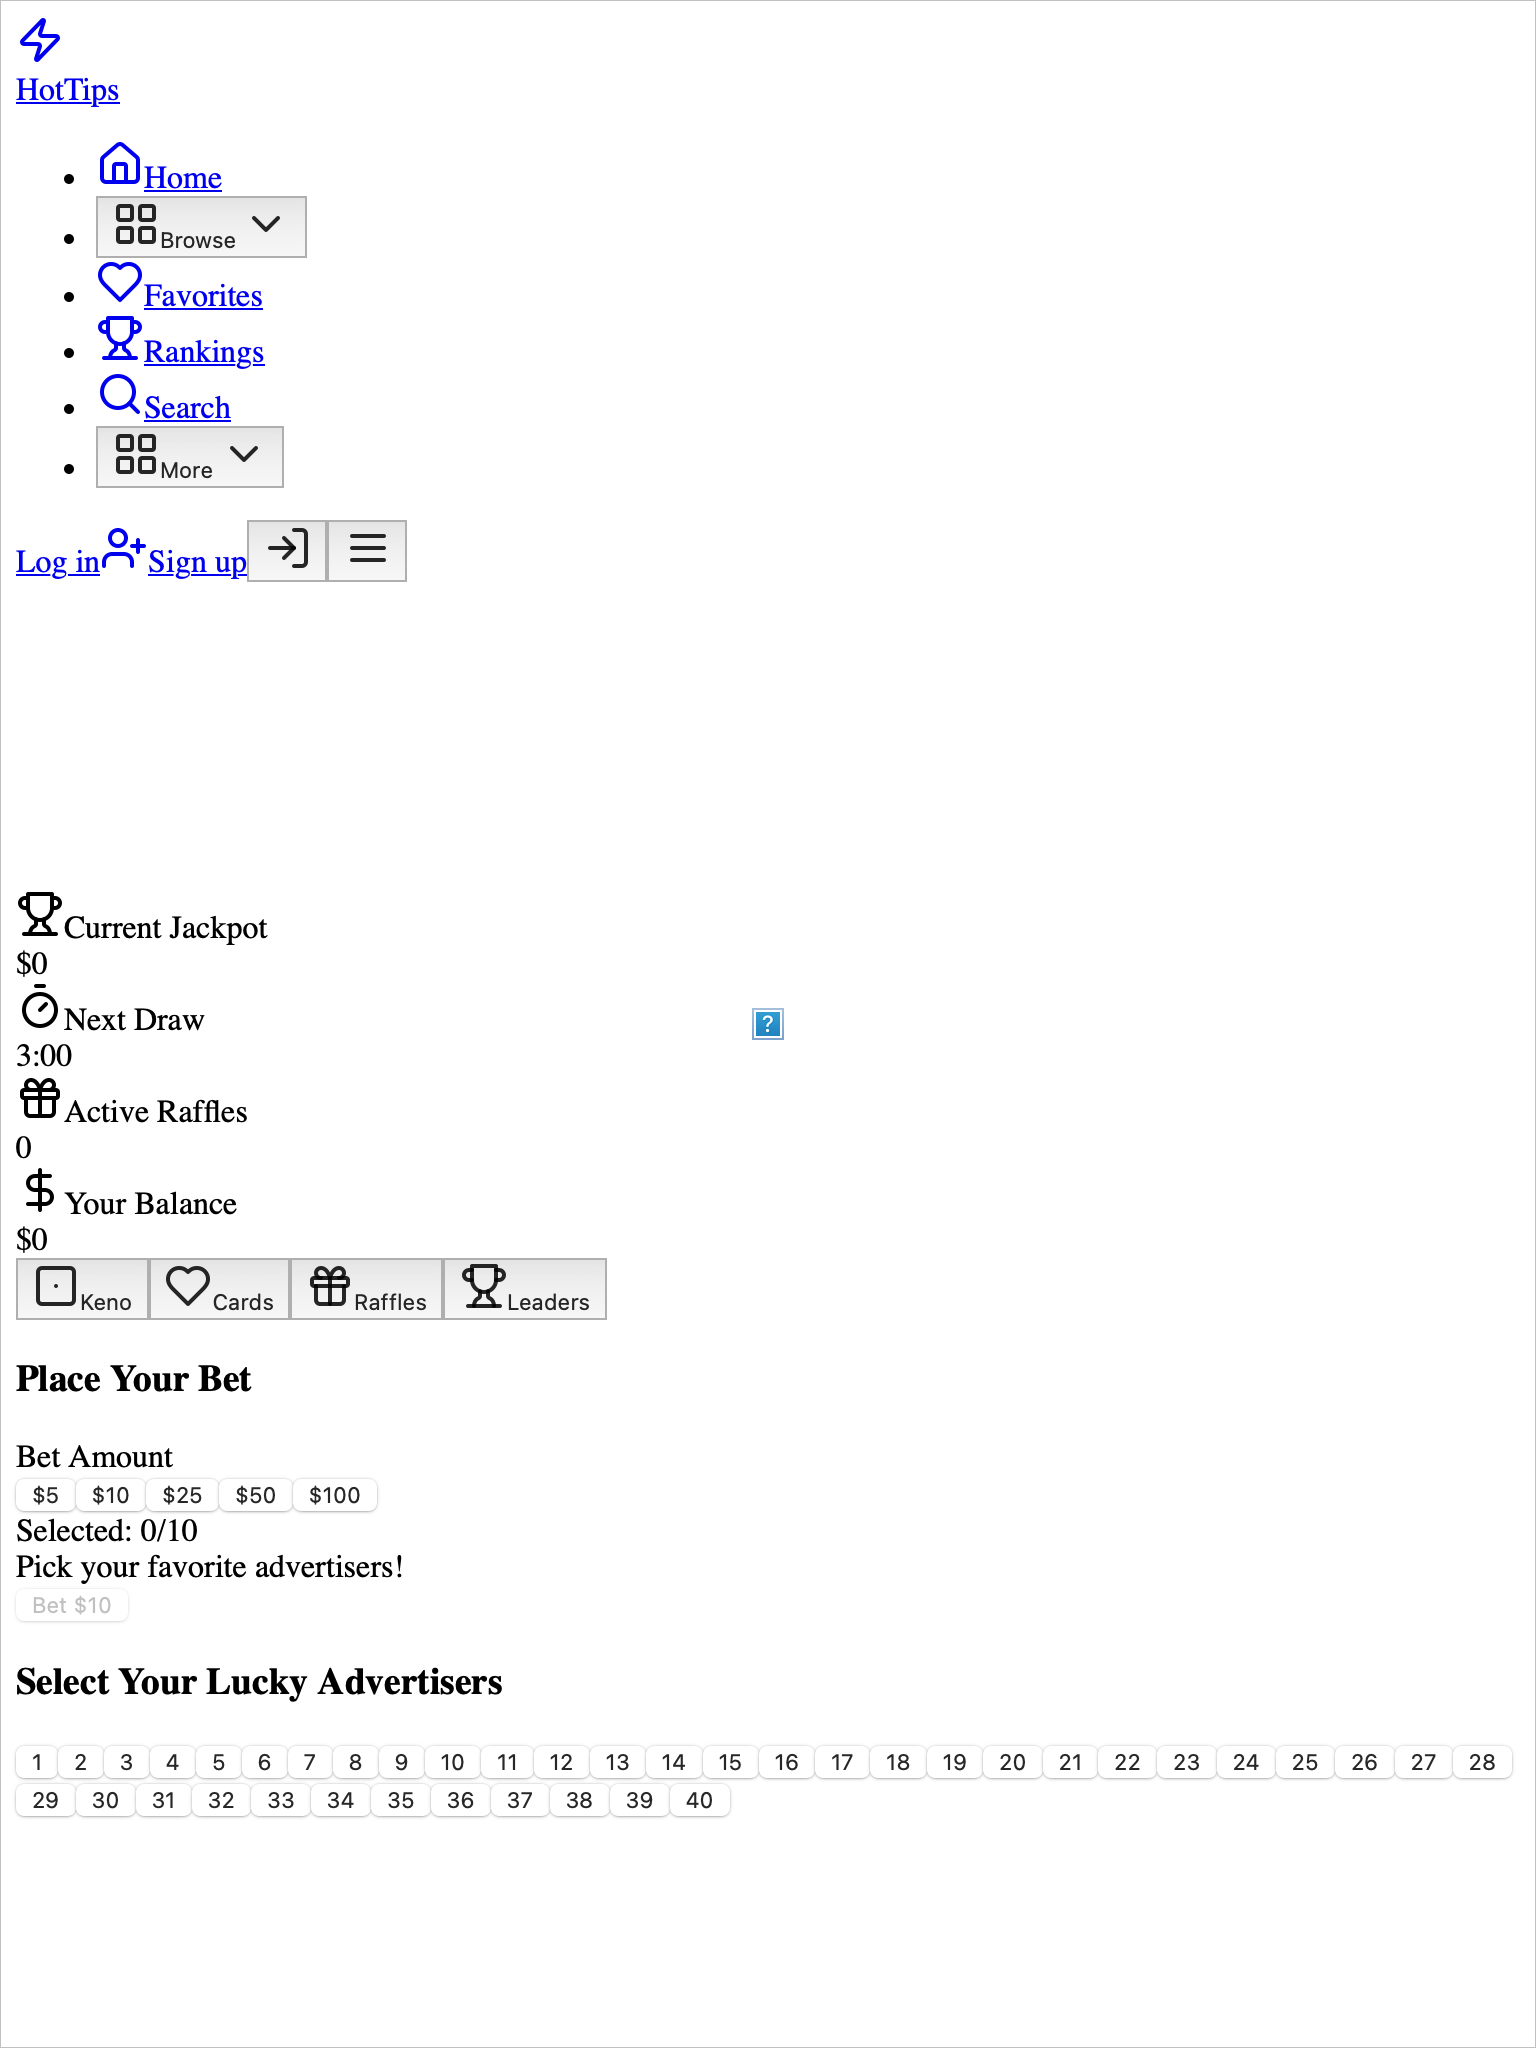 HotTips
Home
Browse
Favorites
Rankings
Search
More
Log in Sign up
Current Jackpot
$0
Next Draw
3:00
Active Raffles
0
Your Balance
$0
Keno Cards Raffles Leaders
Place Your Bet
Bet Amount
$5 $10 $25 $50 $100
Selected: 0/10
Pick your favorite advertisers!
Bet $10
Select Your Lucky Advertisers
1 2 3 4 5 6 7 8 9 10 11 12 13 14 15 16 17 18 19 20 21 22 23 24 25 26 27 28
29 30 31 32 33 34 35 36 37 38 39 40
?